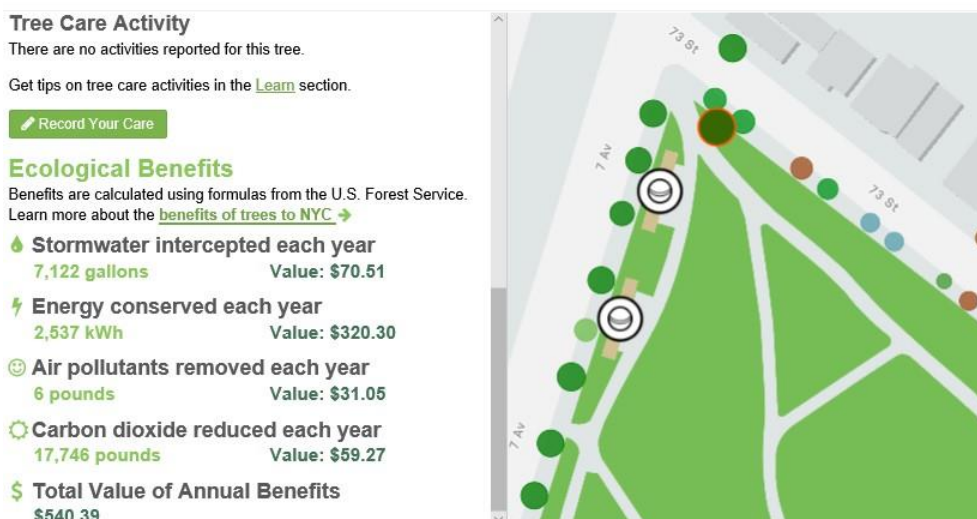 Tree Care Activity
There are no activities reported for this tree.
Get tips on tree care activities in the Learn section.
Record Your Care
Ecological Benefits
Benefits are calculated using formulas from the U.S. Forest Service.
Learn more about the benefits of trees to NYC
Stormwater intercepted each year
7,122 gallons Value: $70.51
Energy conserved each year
2,537 kWh Value: $320.30
Air pollutants removed each year
6 pounds Value: $31.05
Carbon dioxide reduced each year
17,746 pounds Value: $59.27
$ Total Value of Annual Benefits
$540.39
73 St
7 Av
73 St
7 Av